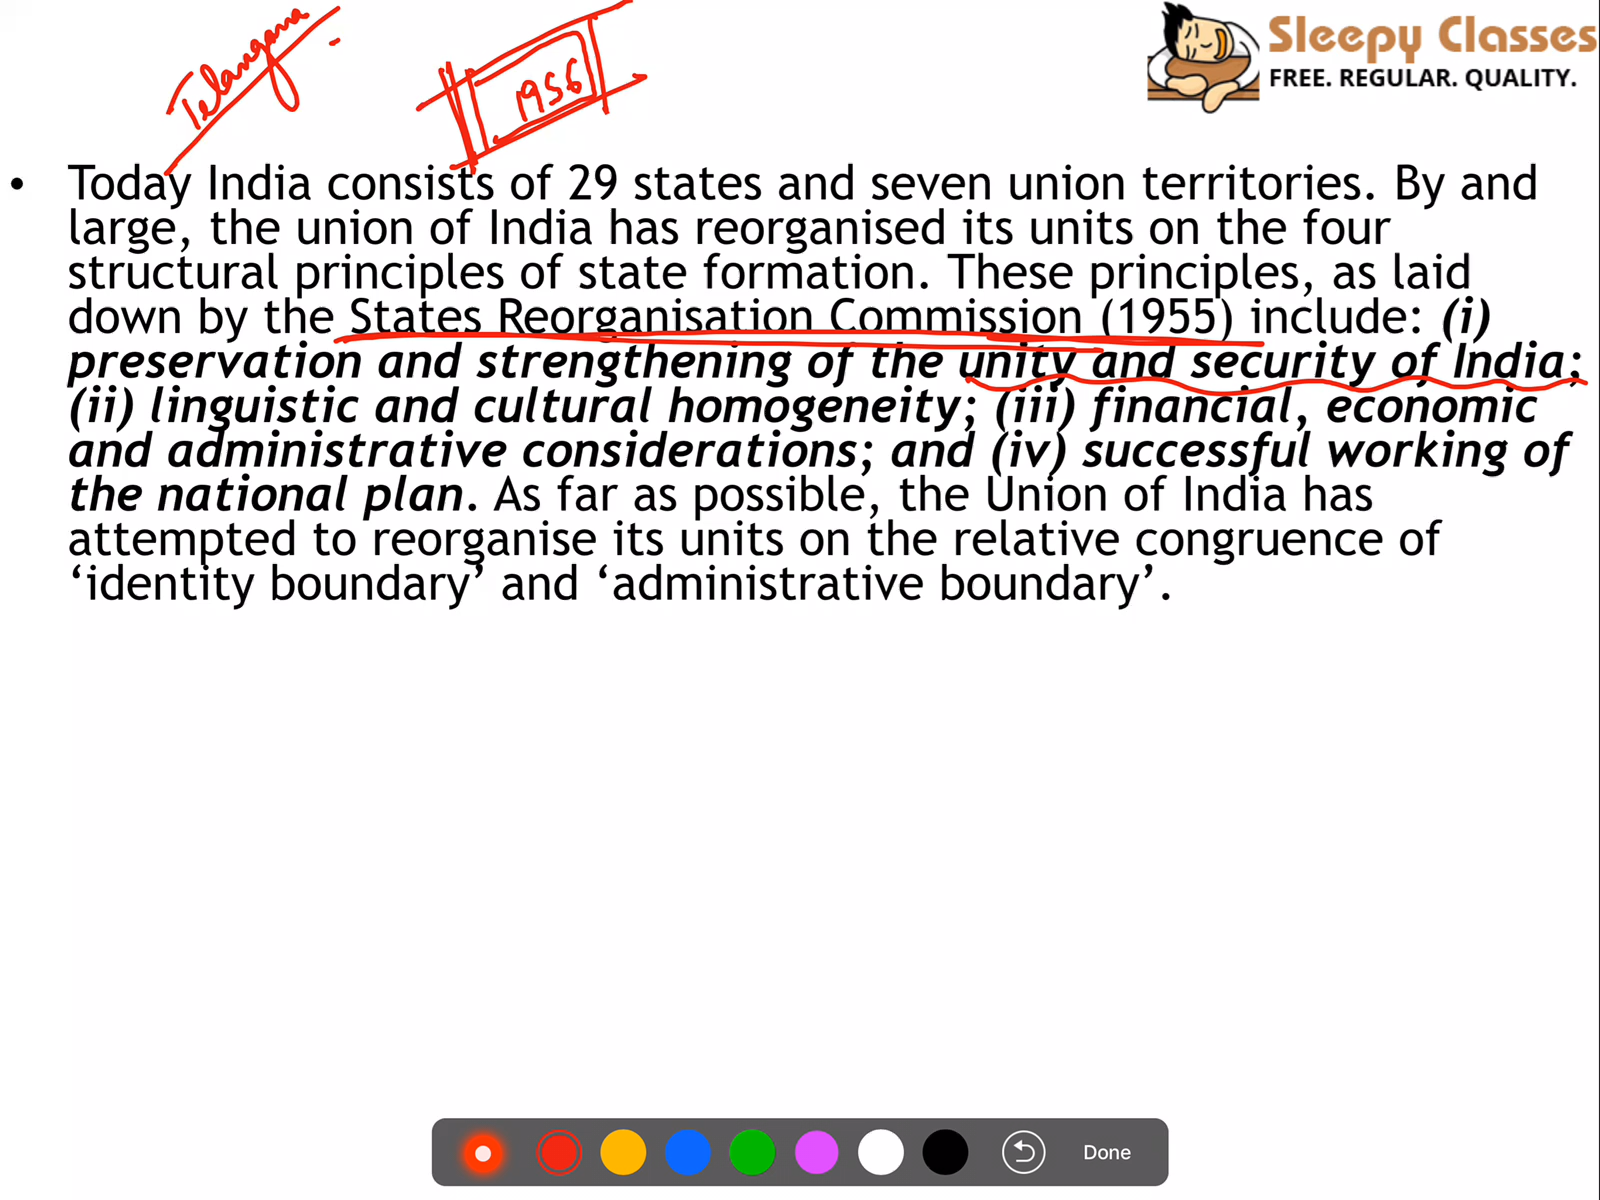 Telangana
1956
Sleepy Classes
FREE. REGULAR. QUALITY.
• Today India consists of 29 states and seven union territories. By and
large, the union of India has reorganised its units on the four
structural principles of state formation. These principles, as laid
down by the States Reorganisation Commission (1955) include: (i)
preservation and strengthening of the unity and security of India;
(ii) linguistic and cultural homogeneity; (iii) financial, economic
and administrative considerations; and (iv) successful working of
the national plan. As far as possible, the Union of India has
attempted to reorganise its units on the relative congruence of
‘identity boundary’ and ‘administrative boundary’.
Done